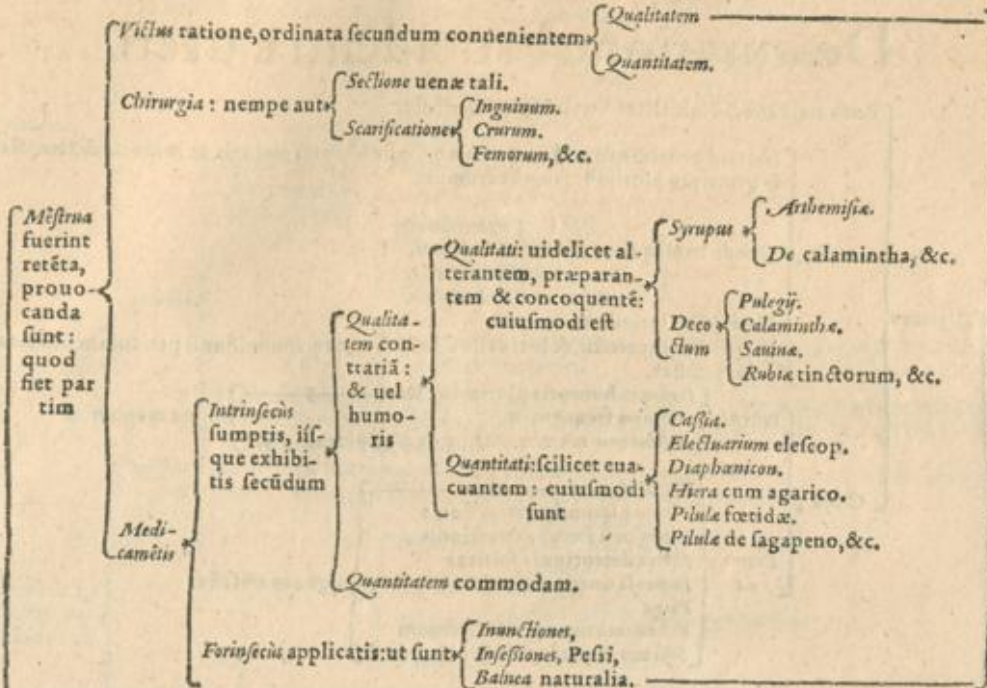 Mẽſtrua
fuerint
retẽta,
prouo-
canda
ſunt:
quod
fiet par
tim
Victus ratione, ordinata ſecundum conuenientem
Qualitatem
Quantitatem.
Chirurgia: nempe aut
Sectione uenæ tali.
Scarificatione
Inguinum.
Crurum.
Femorum, &c.
Medi-
camẽtis
Intrinſecùs
ſumptis, iiſ-
que exhibi-
tis ſecũdum
Qualita-
tem con-
trariã:
& uel
humo-
ris
Qualitati: uidelicet al-
terantem, præparan-
tem & concoquentẽ:
cuiuſmodi eſt
Syrupus
Arthemiſiæ.
De calamintha, &c.
Deco
ctum
Pulegij.
Calaminthæ.
Sauinæ.
Rubiæ tinctorum, &c.
Quantitati: ſcilicet eua-
cuantem: cuiuſmodi
ſunt
Caſſia.
Electuarium eleſcop.
Diaphœnicon.
Hiera cum agarico.
Pilulæ fœtidæ.
Pilulæ de ſagapeno, &c.
Quantitatem commodam.
Forinſecùs applicatis: ut ſunt
Inunctiones,
Inſeſsiones, Peſsi,
Balnea naturalia.